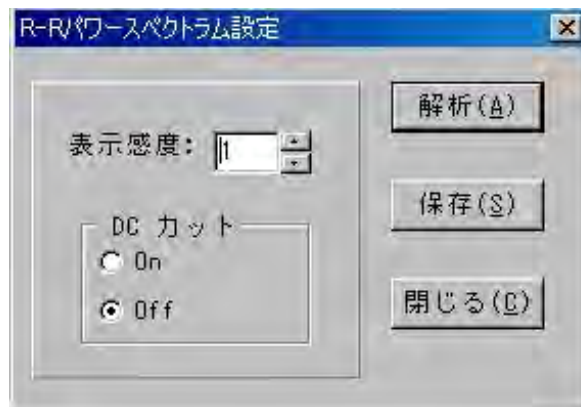 R-Rパワースペクトラム設定
表示感度: 1
DC カット
On
Off
解析(A)
保存(S)
閉じる(C)